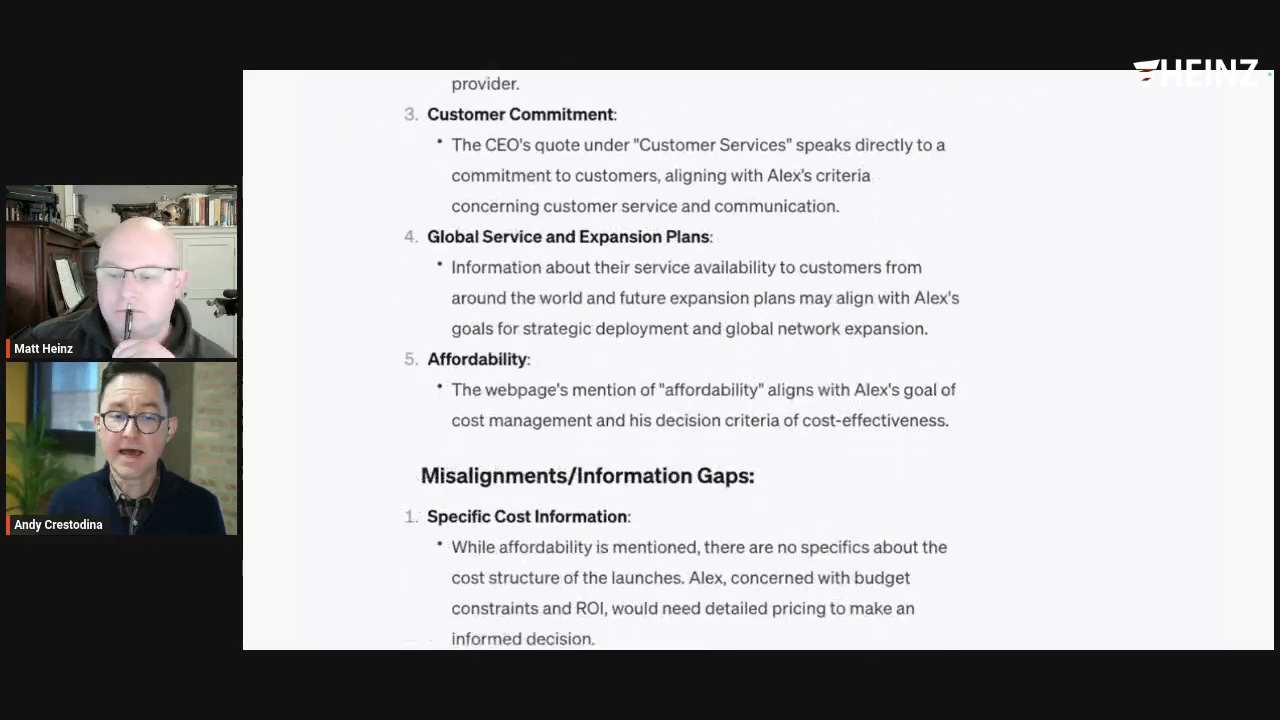 HEINZ
provider.
3. Customer Commitment:
• The CEO's quote under "Customer Services" speaks directly to a
commitment to customers, aligning with Alex's criteria
concerning customer service and communication.
4. Global Service and Expansion Plans:
• Information about their service availability to customers from
around the world and future expansion plans may align with Alex's
goals for strategic deployment and global network expansion.
5. Affordability:
• The webpage's mention of "affordability" aligns with Alex's goal of
cost management and his decision criteria of cost-effectiveness.
Misalignments/Information Gaps:
1. Specific Cost Information:
• While affordability is mentioned, there are no specifics about the
cost structure of the launches. Alex, concerned with budget
constraints and ROI, would need detailed pricing to make an
informed decision.
Matt Heinz
Andy Crestodina